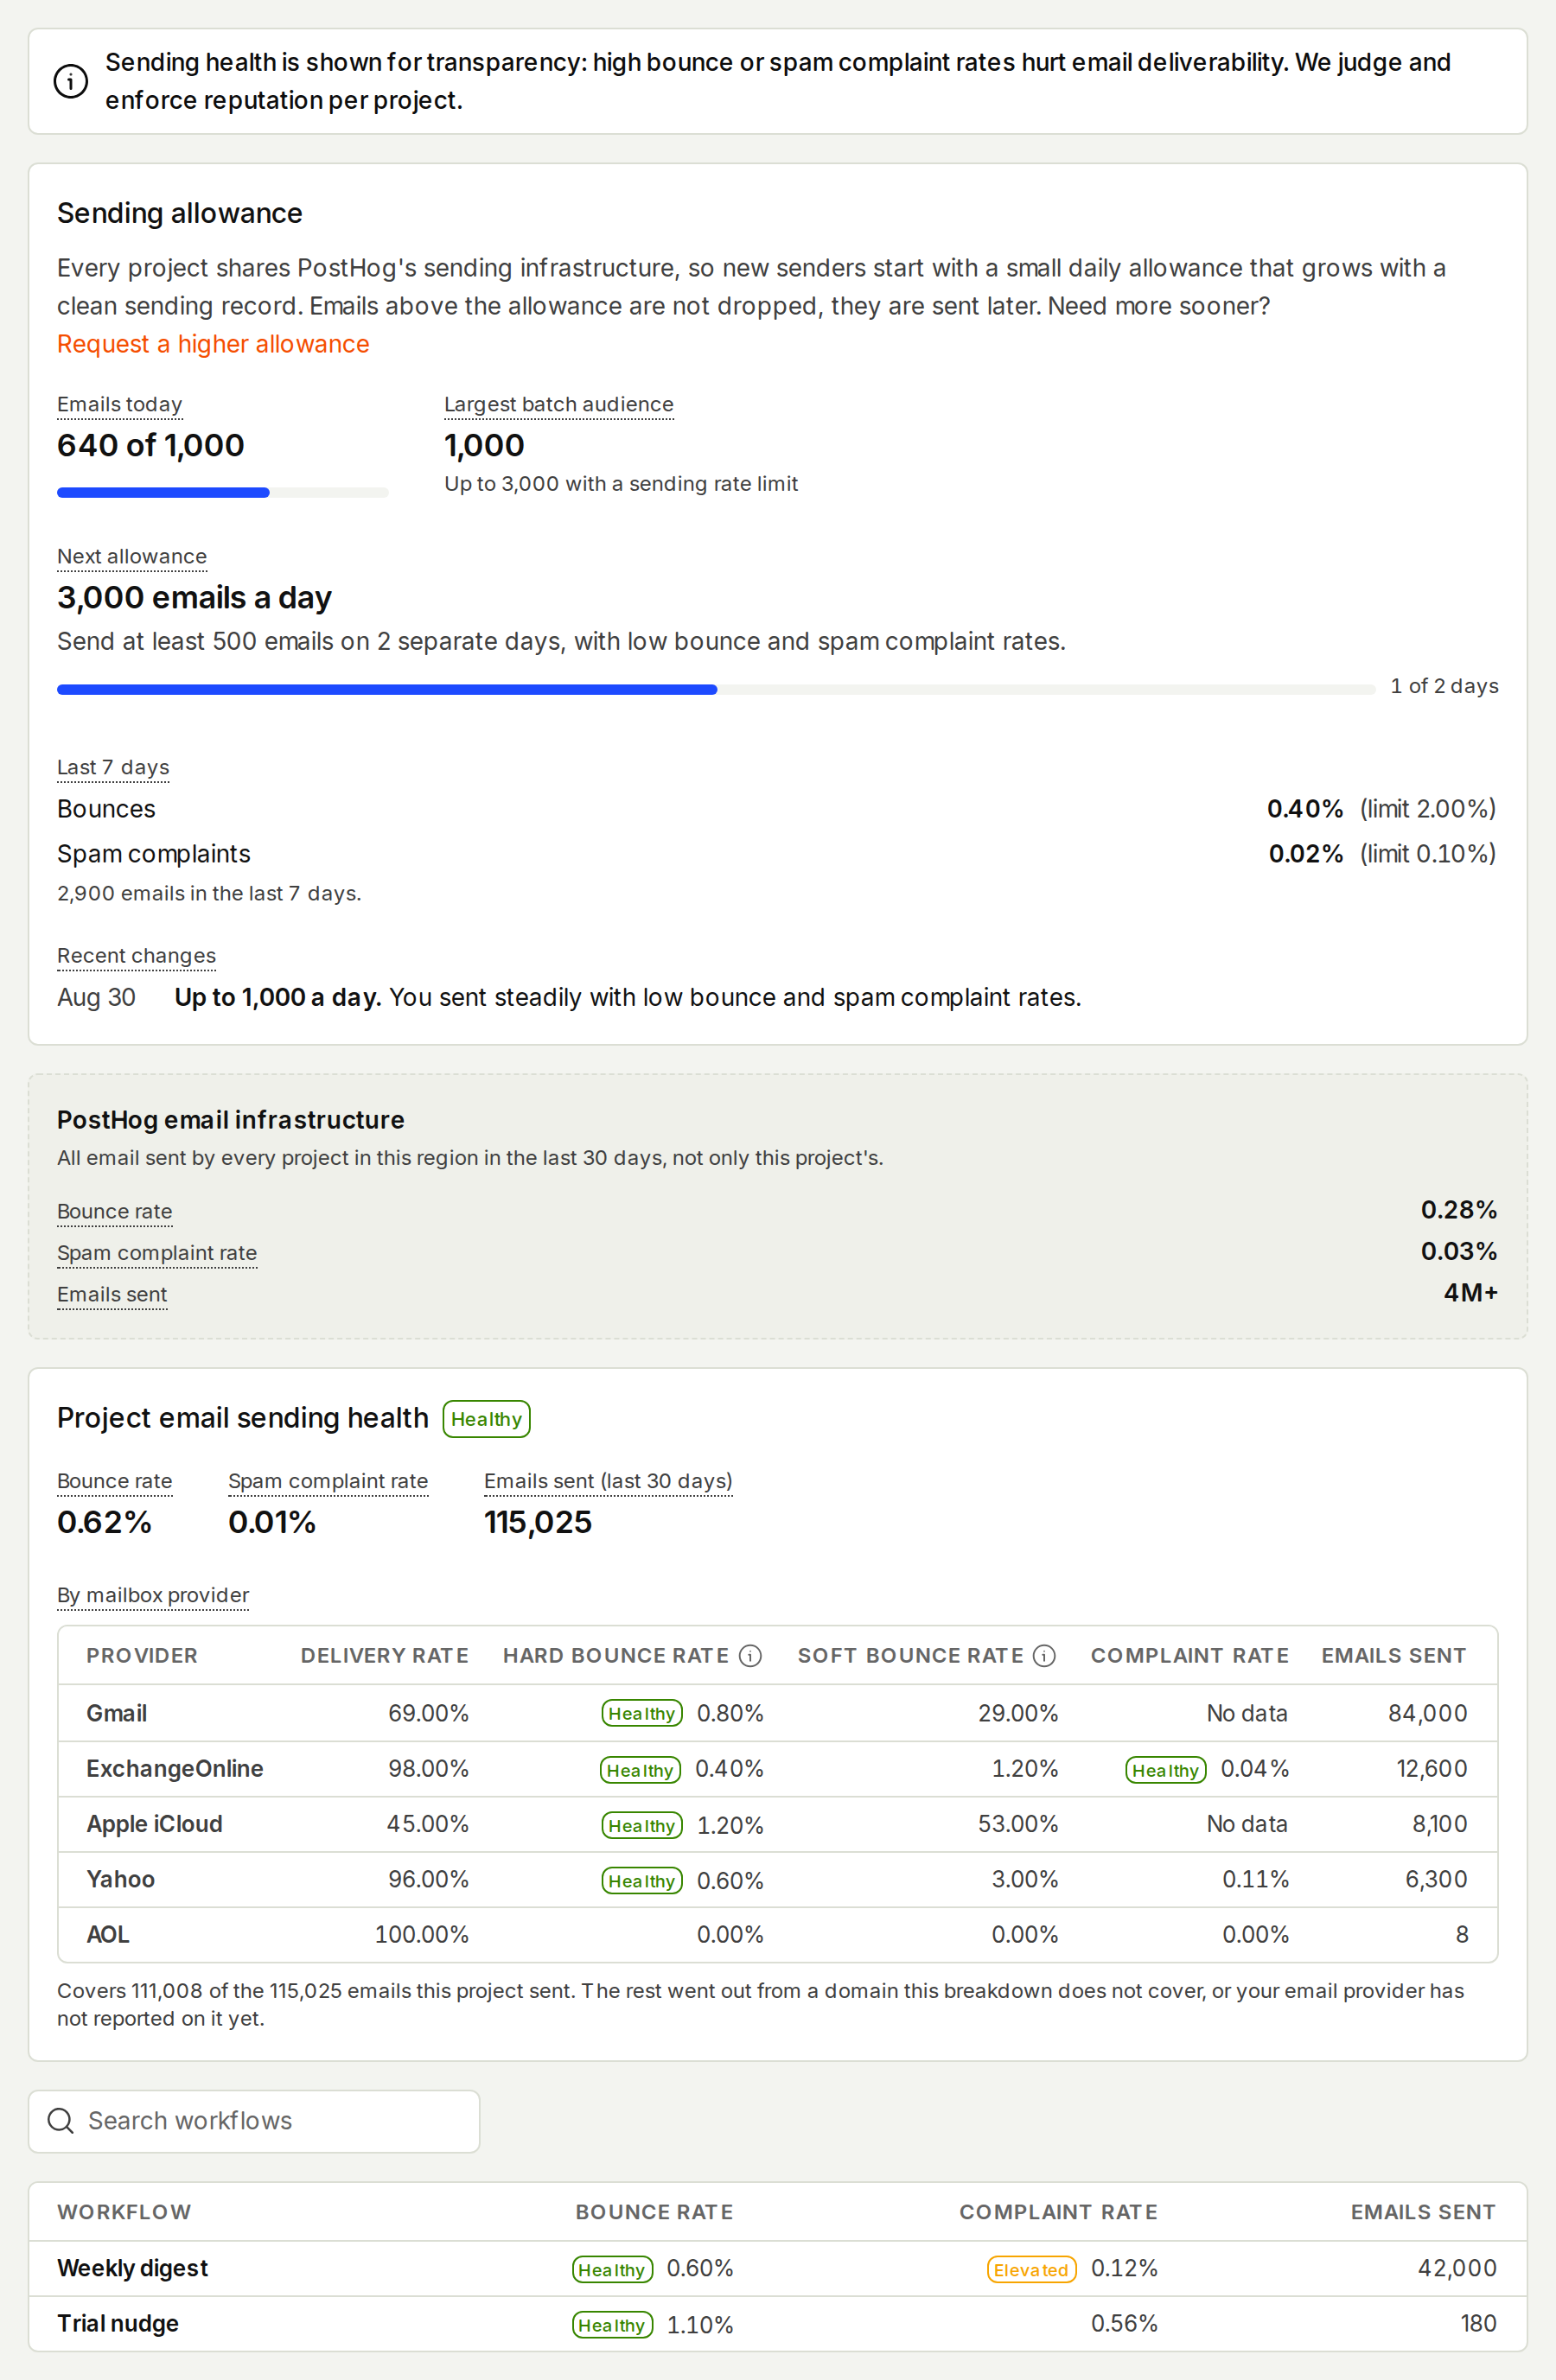 Sending health is shown for transparency: high bounce or spam complaint rates hurt email deliverability. We judge and
enforce reputation per project.
Sending allowance
Every project shares PostHog's sending infrastructure, so new senders start with a small daily allowance that grows with a
clean sending record. Emails above the allowance are not dropped, they are sent later. Need more sooner?
Request a higher allowance
Emails today
640 of 1,000
Largest batch audience
1,000
Up to 3,000 with a sending rate limit
Next allowance
3,000 emails a day
Send at least 500 emails on 2 separate days, with low bounce and spam complaint rates.
1 of 2 days
Last 7 days
Bounces 0.40% (limit 2.00%)
Spam complaints 0.02% (limit 0.10%)
2,900 emails in the last 7 days.
Recent changes
Aug 30 Up to 1,000 a day. You sent steadily with low bounce and spam complaint rates.
PostHog email infrastructure
All email sent by every project in this region in the last 30 days, not only this project's.
Bounce rate 0.28%
Spam complaint rate 0.03%
Emails sent 4M+
Project email sending health Healthy
Bounce rate Spam complaint rate Emails sent (last 30 days)
0.62% 0.01% 115,025
By mailbox provider
PROVIDER DELIVERY RATE HARD BOUNCE RATE SOFT BOUNCE RATE COMPLAINT RATE EMAILS SENT
Gmail 69.00% Healthy 0.80% 29.00% No data 84,000
ExchangeOnline 98.00% Healthy 0.40% 1.20% Healthy 0.04% 12,600
Apple iCloud 45.00% Healthy 1.20% 53.00% No data 8,100
Yahoo 96.00% Healthy 0.60% 3.00% 0.11% 6,300
AOL 100.00% 0.00% 0.00% 0.00% 8
Covers 111,008 of the 115,025 emails this project sent. The rest went out from a domain this breakdown does not cover, or your email provider has
not reported on it yet.
Search workflows
WORKFLOW BOUNCE RATE COMPLAINT RATE EMAILS SENT
Weekly digest Healthy 0.60% Elevated 0.12% 42,000
Trial nudge Healthy 1.10% 0.56% 180